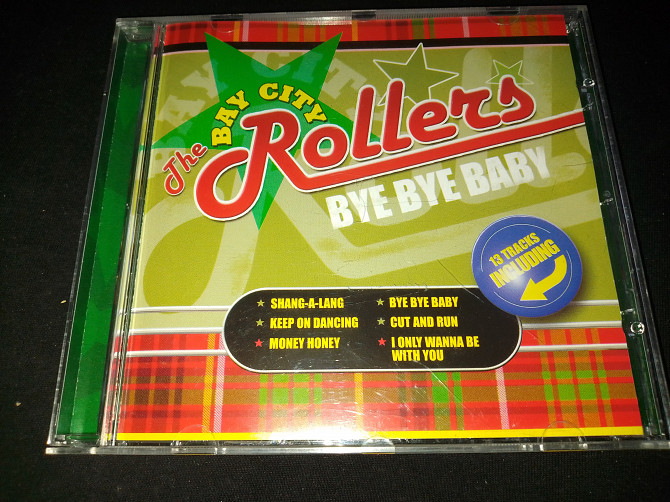 The
BAY CITY
Rollers
BYE BYE BABY
13 TRACKS
INCLUDING
SHANG-A-LANG
KEEP ON DANCING
MONEY HONEY
BYE BYE BABY
CUT AND RUN
I ONLY WANNA BE
WITH YOU